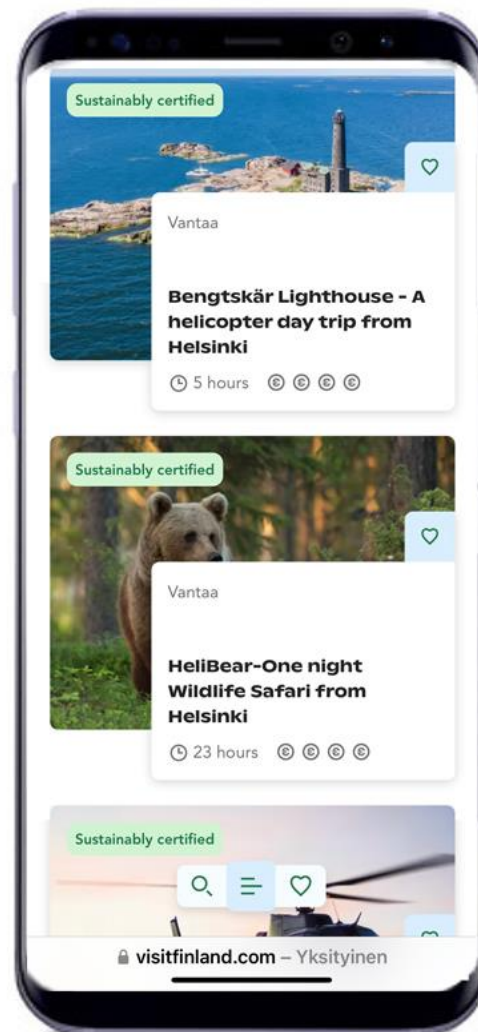 Sustainably certified
Vantaa
Bengtskär Lighthouse - A
helicopter day trip from
Helsinki
5 hours
Sustainably certified
Vantaa
HeliBear-One night
Wildlife Safari from
Helsinki
23 hours
Sustainably certified
visitfinland.com – Yksityinen